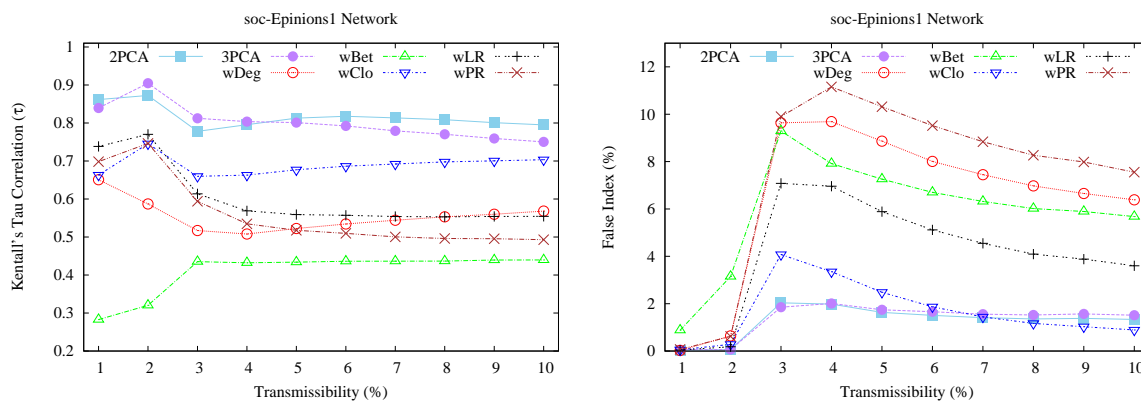 soc-Epinions1 Network
Kendall's Tau Correlation (τ)
1
0.9
0.8
0.7
0.6
0.5
0.4
0.3
0.2
2PCA 3PCA wBet wLR
wDeg wClo wPR
1 2 3 4 5 6 7 8 9 10
Transmissibility (%)
soc-Epinions1 Network
False Index (%)
12
10
8
6
4
2
0
2PCA 3PCA wBet wLR
wDeg wClo wPR
1 2 3 4 5 6 7 8 9 10
Transmissibility (%)